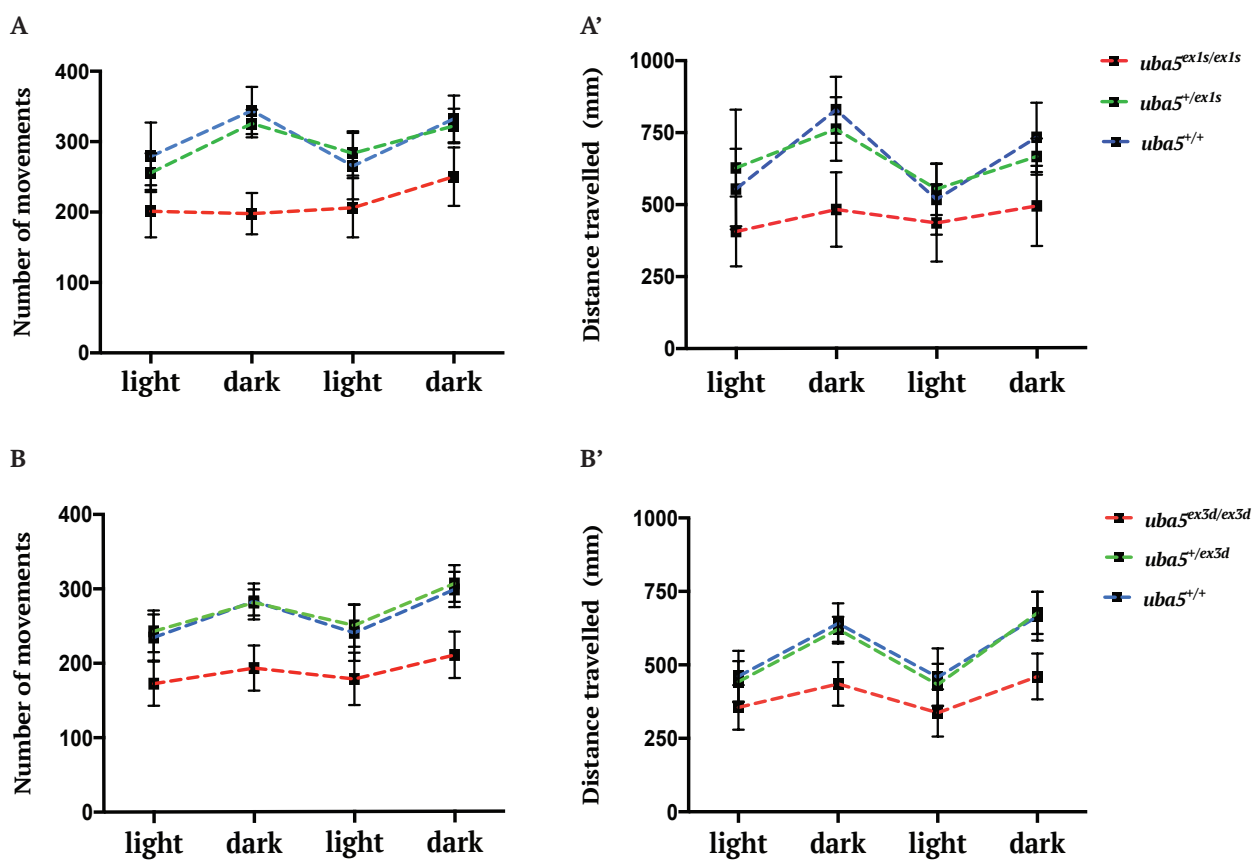 A
Number of movements
400
300
200
100
0
light dark light dark
A’
Distance travelled (mm)
1000
750
500
250
0
light dark light dark
uba5ex1s/ex1s
uba5+/ex1s
uba5+/+
B
Number of movements
400
300
200
100
0
light dark light dark
B’
Distance travelled (mm)
1000
750
500
250
0
light dark light dark
uba5ex3d/ex3d
uba5+/ex3d
uba5+/+